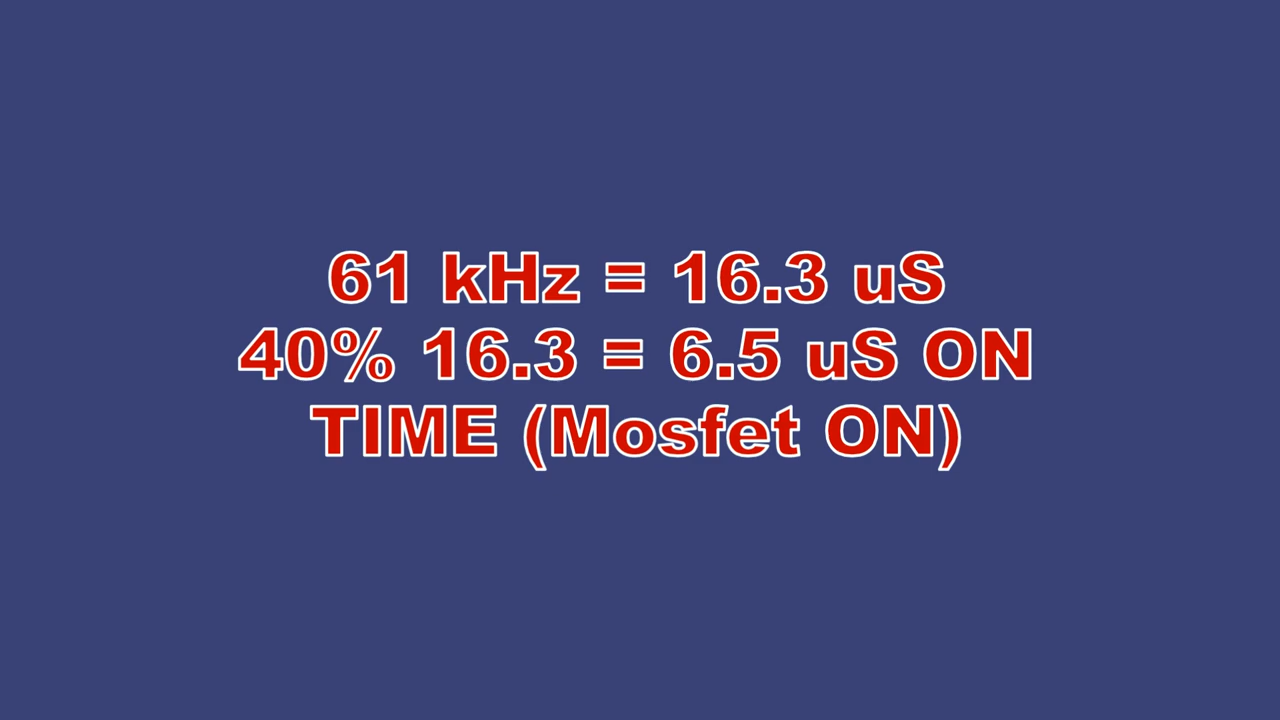 61 kHz = 16.3 uS
40% 16.3 = 6.5 uS ON
TIME (Mosfet ON)